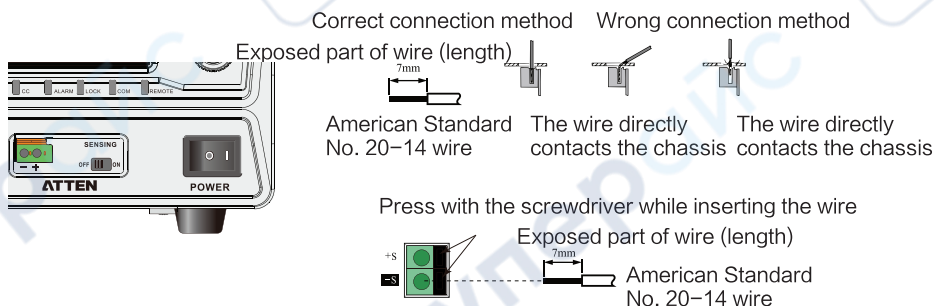 Correct connection method
Wrong connection method
Exposed part of wire (length)
7mm
CC
ALARM
LOCK
COM
REMOTE
American Standard
No. 20-14 wire
The wire directly
contacts the chassis
The wire directly
contacts the chassis
SENSING
OFF
ON
- +
ATTEN
POWER
Press with the screwdriver while inserting the wire
Exposed part of wire (length)
7mm
+S
-S
American Standard
No. 20-14 wire